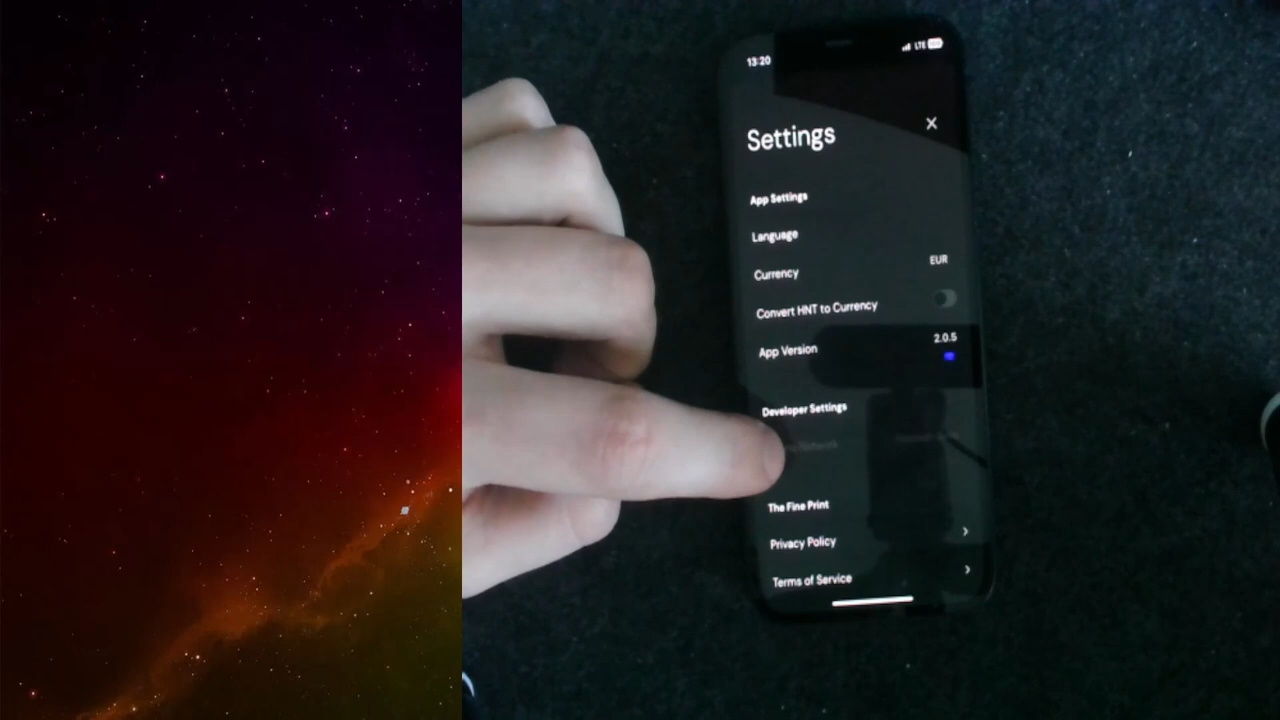 13:20
LTE
Settings
App Settings
Language
Currency EUR
Convert HNT to Currency
App Version 2.0.5
Developer Settings
The Fine Print
Privacy Policy
Terms of Service